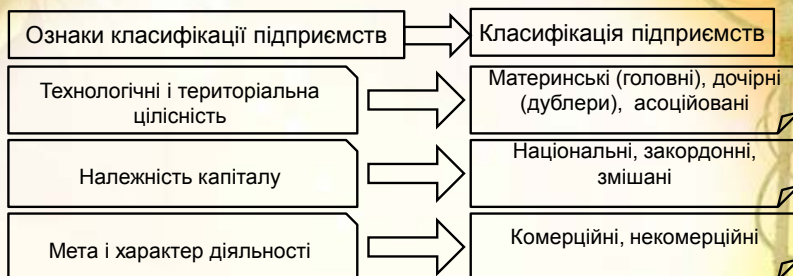 Ознаки класифікації підприємств
Класифікація підприємств
Технологічні і територіальна
цілісність
Материнські (головні), дочірні
(дублери), асоційовані
Належність капіталу
Національні, закордонні,
змішані
Мета і характер діяльності
Комерційні, некомерційні